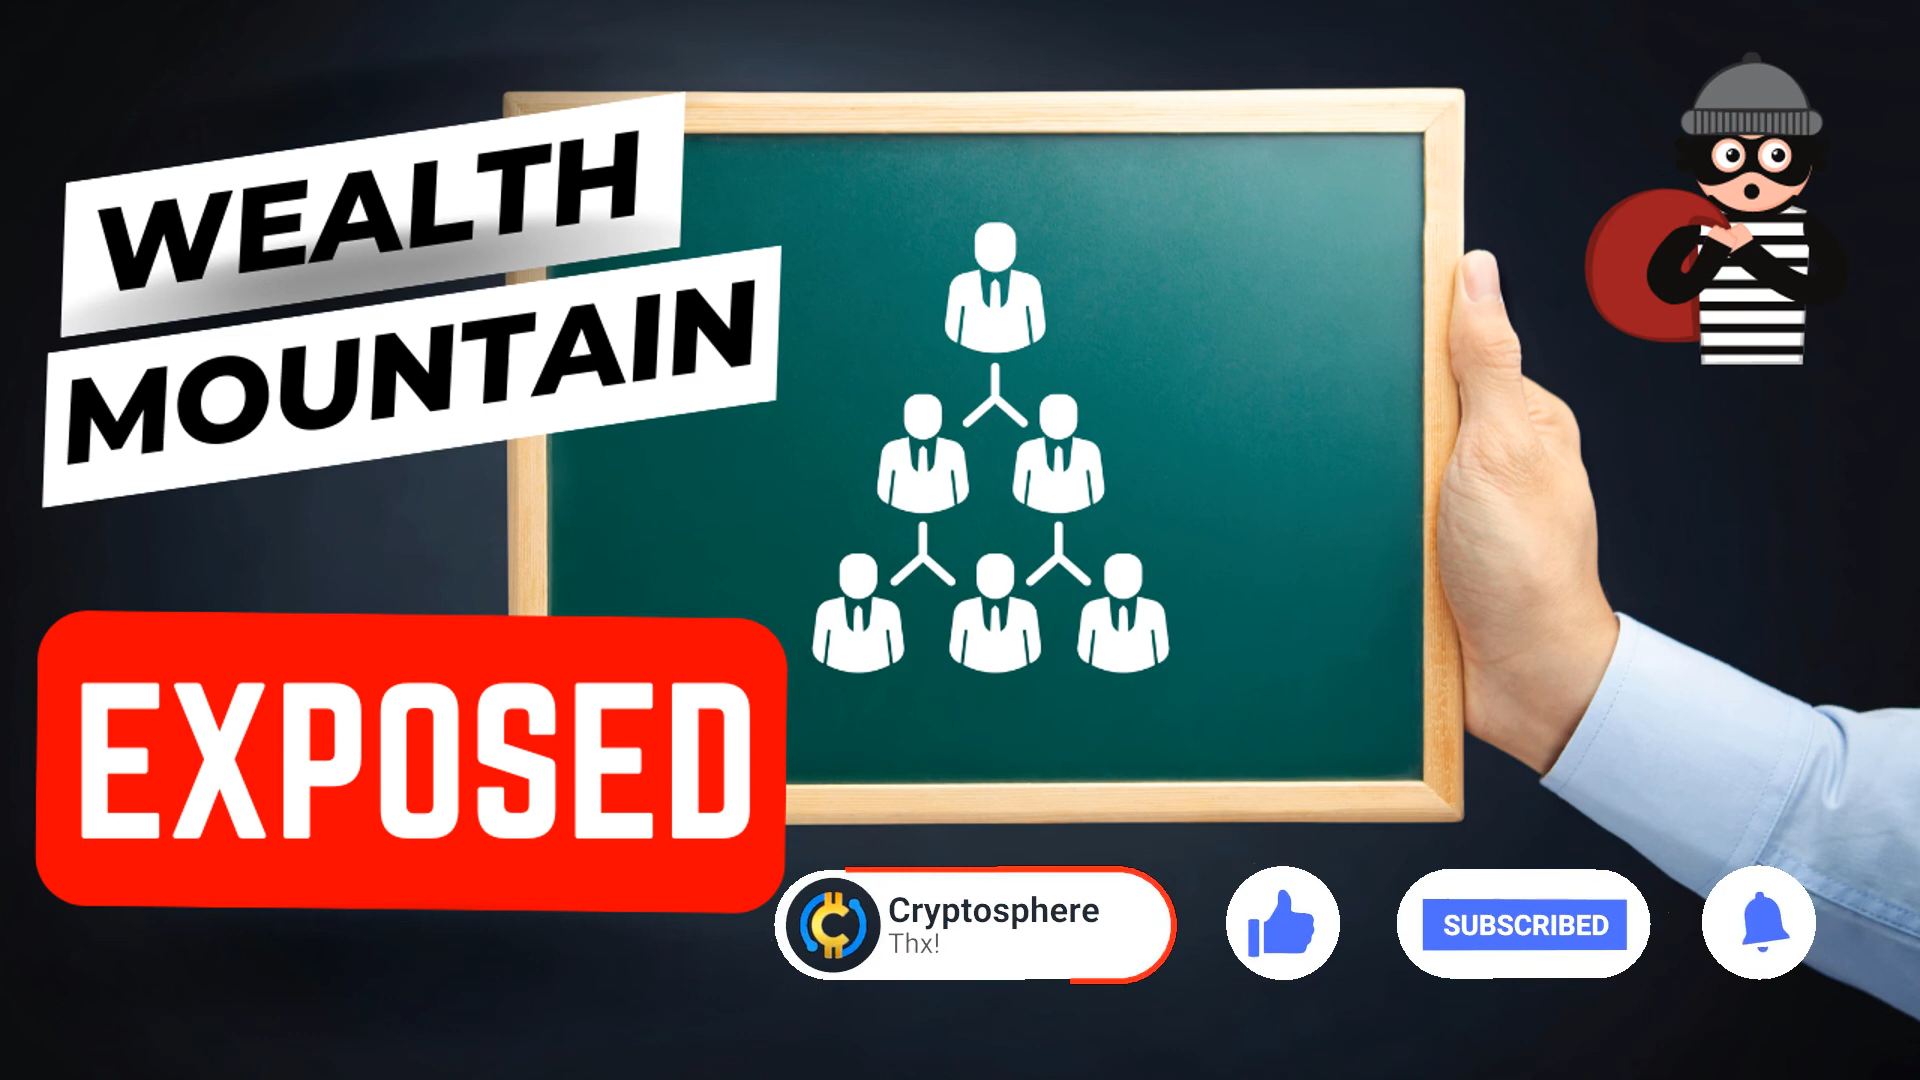 WEALTH
MOUNTAIN
EXPOSED
Cryptosphere
Thx!
SUBSCRIBED